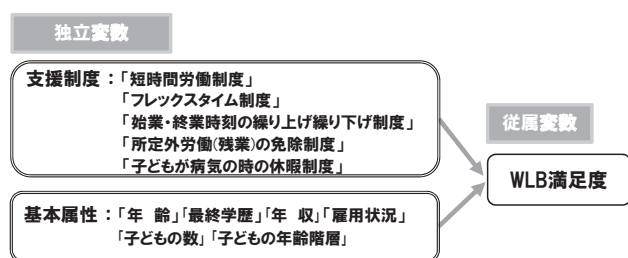 独立変数
支援制度：「短時間労働制度」
「フレックスタイム制度」
「始業・終業時刻の繰り上げ繰り下げ制度」
「所定外労働(残業)の免除制度」
「子どもが病気の時の休暇制度」
従属変数
WLB満足度
基本属性：「年　齢」「最終学歴」「年　収」「雇用状況」
「子どもの数」「子どもの年齢階層」